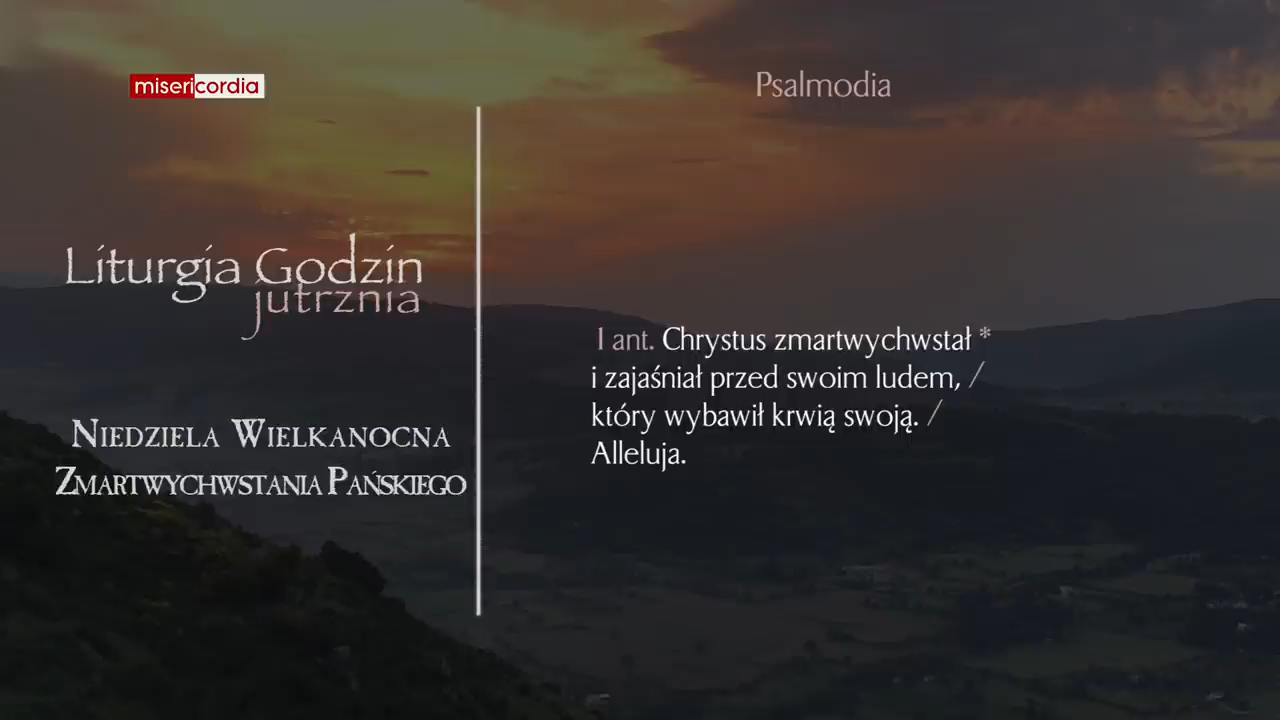 misericordia
Liturgia Godzin
jutrznia
Niedziela Wielkanocna
Zmartwychwstania Pańskiego
Psalmodia
1 ant. Chrystus zmartwychwstał *
i zajaśniał przed swoim ludem, /
który wybawił krwią swoją. /
Alleluja.